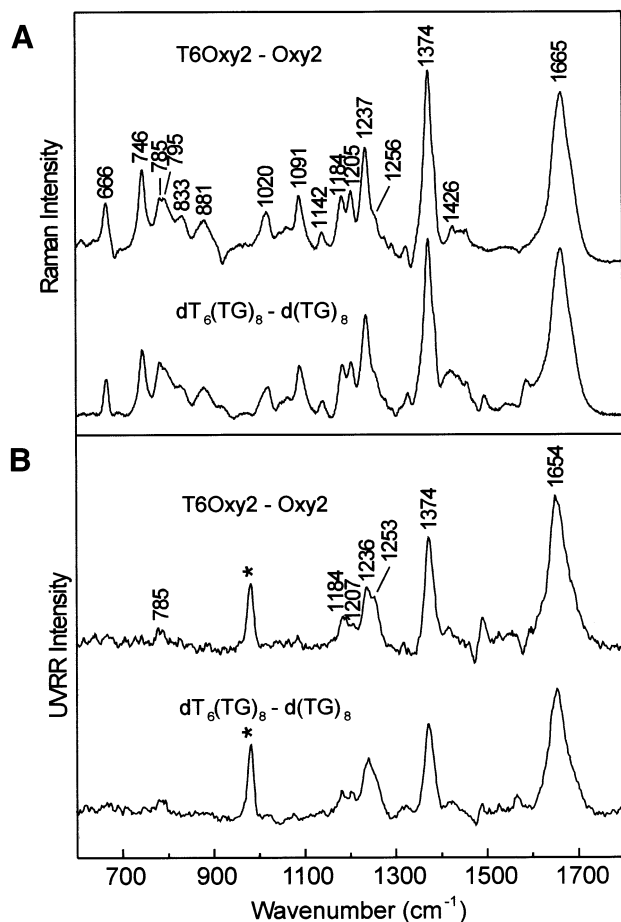 A
T6Oxy2 - Oxy2
666
746
785
795
833
881
1020
1091
1142
1184
1205
1237
1256
1374
1426
1665
Raman Intensity
dT₆(TG)₈ - d(TG)₈
B
T6Oxy2 - Oxy2
785
*
1184
1207
1236
1253
1374
1654
UVRR Intensity
dT₆(TG)₈ - d(TG)₈
*
700 900 1100 1300 1500 1700
Wavenumber (cm⁻¹)